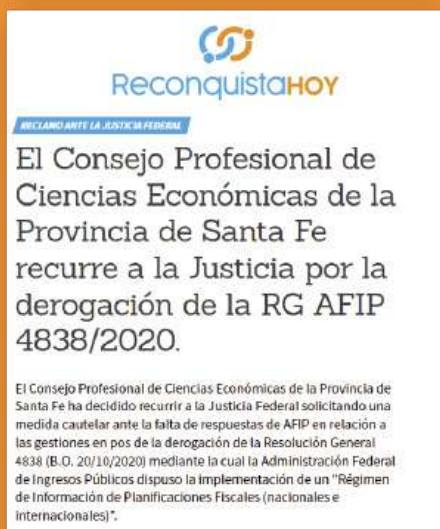 ReconquistaHOY
RECLAMO ANTE LA JUSTICIA FEDERAL
El Consejo Profesional de
Ciencias Económicas de la
Provincia de Santa Fe
recurre a la Justicia por la
derogación de la RG AFIP
4838/2020.
El Consejo Profesional de Ciencias Económicas de la Provincia de
Santa Fe ha decidido recurrir a la Justicia Federal solicitando una
medida cautelar ante la falta de respuestas de AFIP en relación a
las gestiones en pos de la derogación de la Resolución General
4838 (B.O. 20/10/2020) mediante la cual la Administración Federal
de Ingresos Públicos dispuso la implementación de un "Régimen
de Información de Planificaciones Fiscales (nacionales e
internacionales)".